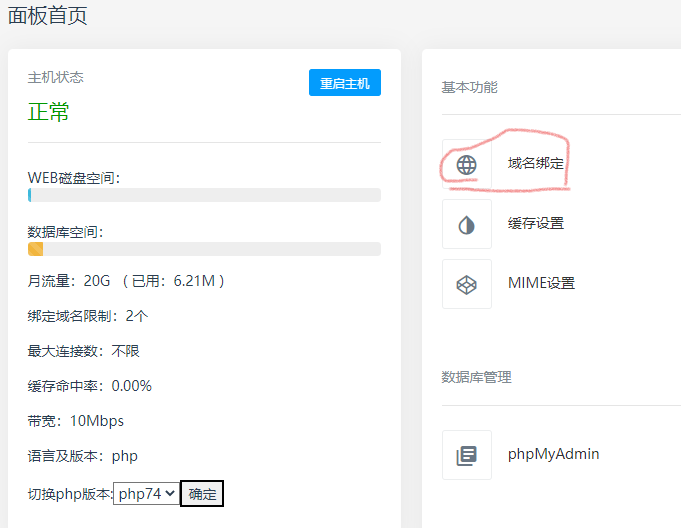 面板首页
主机状态
重启主机
正常
WEB磁盘空间：
数据库空间：
月流量：20G （ 已用：6.21M ）
绑定域名限制：2个
最大连接数：不限
缓存命中率：0.00%
带宽：10Mbps
语言及版本：php
切换php版本:php74 确定
基本功能
域名绑定
缓存设置
MIME设置
数据库管理
phpMyAdmin